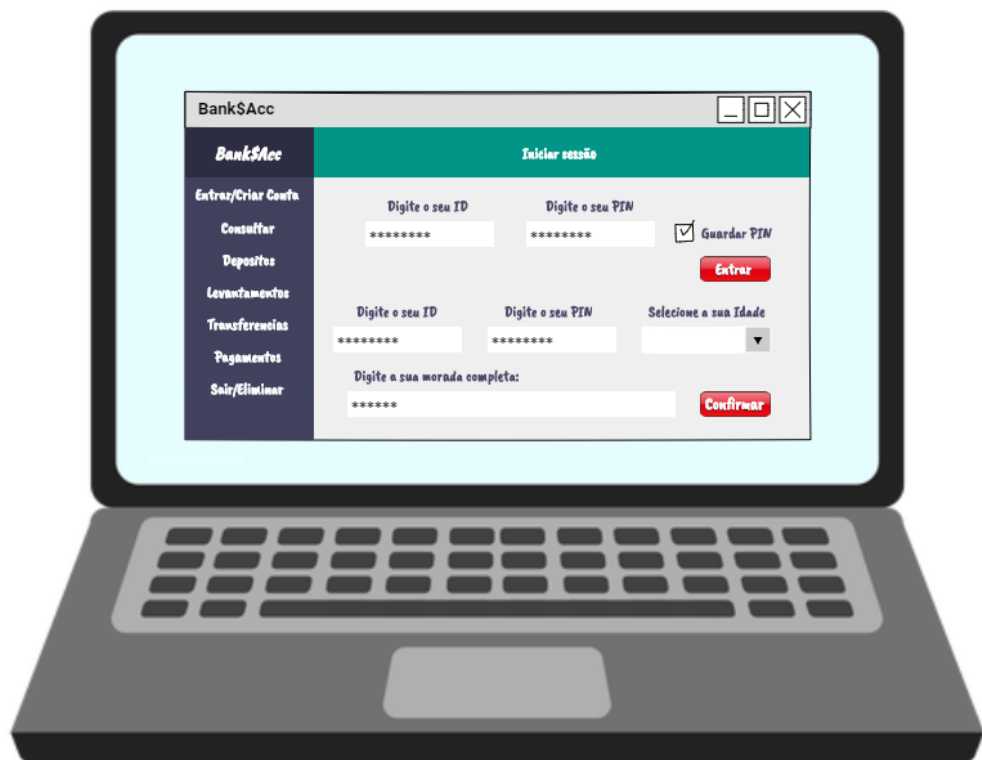 Bank$Acc
Bank$Acc
Iniciar sessão
Entrar/Criar Conta
Consultar
Depositos
Levantamentos
Transferencias
Pagamentos
Sair/Eliminar
Digite o seu ID
Digite o seu PIN
********
********
Guardar PIN
Entrar
Digite o seu ID
Digite o seu PIN
Selecione a sua Idade
********
********
Digite a sua morada completa:
******
Confirmar